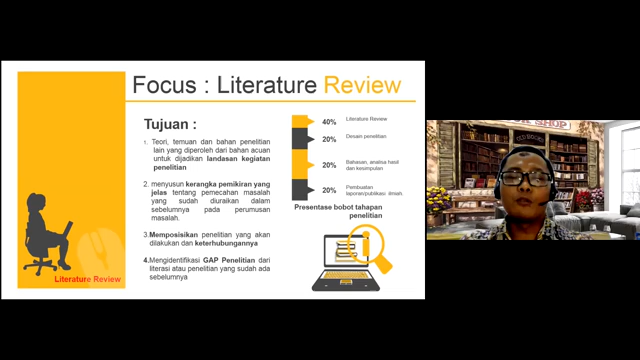 Focus : Literature Review
Tujuan :
1. Teori, temuan dan bahan penelitian
lain yang diperoleh dari bahan acuan
untuk dijadikan landasan kegiatan
penelitian
2. menyusun kerangka pemikiran yang
jelas tentang pemecahan masalah
yang sudah diuraikan dalam
sebelumnya pada perumusan
masalah.
3.Memposisikan penelitian yang akan
dilakukan dan keterhubungannya
4.Mengidentifikasi GAP Penelitian dari
literasi atau penelitian yang sudah ada
sebelumnya
40% Literature Review
20% Desain penelitian
20% Bahasan, analisa hasil
dan kesimpulan
20% Pembuatan
laporan/publikasi ilmiah.
Presentase bobot tahapan
penelitian
Literature Review
SHOP